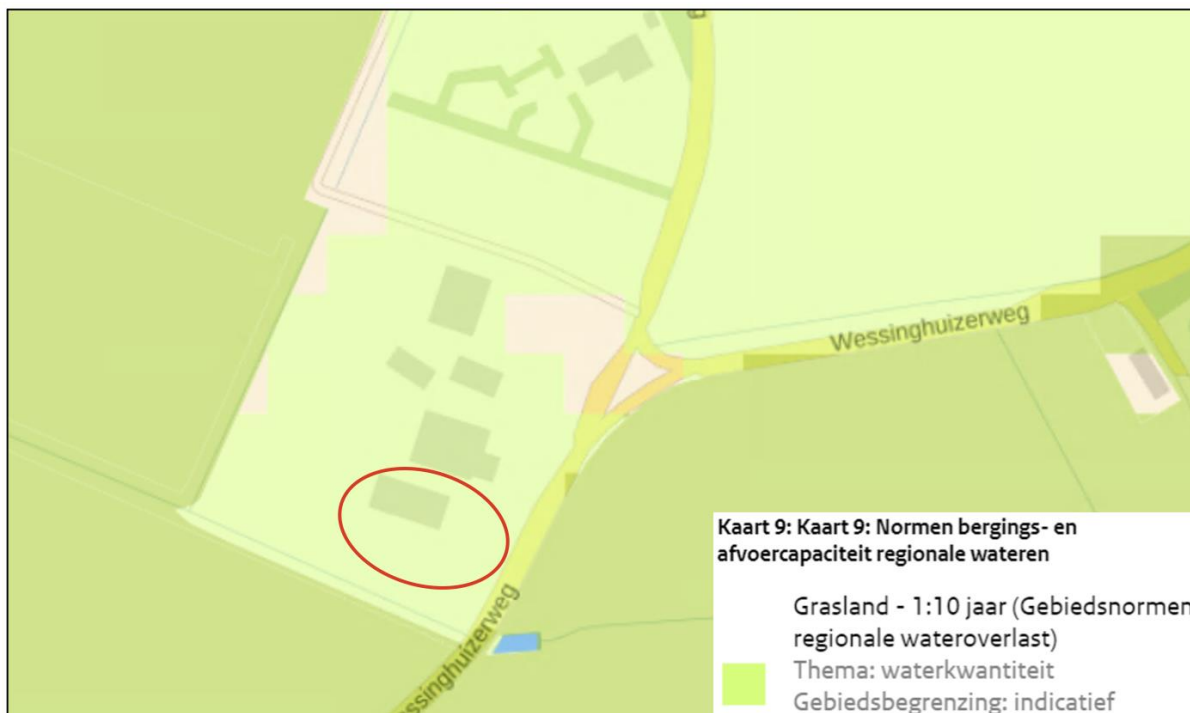 Wessinghuizerweg
Kaart 9: Kaart 9: Normen bergings- en
afvoercapaciteit regionale wateren
Grasland - 1:10 jaar (Gebiedsnormen
regionale wateroverlast)
Thema: waterkwantiteit
Gebiedsbegrenzing: indicatief
ssinghuizerweg